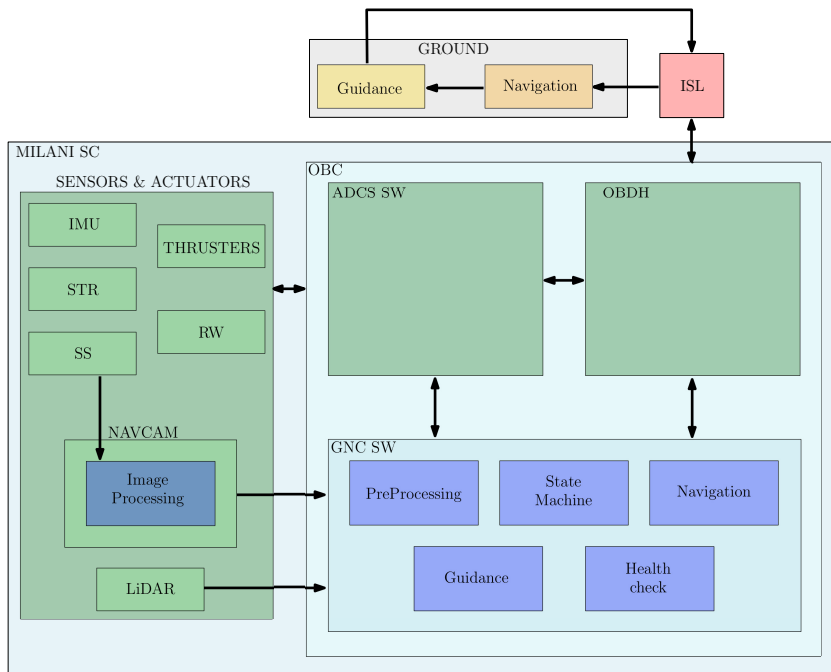 GROUND
Guidance
Navigation
ISL
MILANI SC
SENSORS & ACTUATORS
IMU
THRUSTERS
STR
RW
SS
NAVCAM
Image
Processing
LiDAR
OBC
ADCS SW
OBDH
GNC SW
PreProcessing
State
Machine
Navigation
Guidance
Health
check